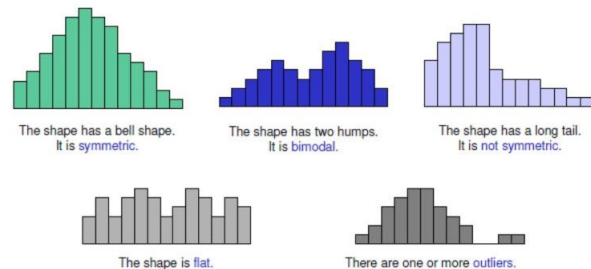 The shape has a bell shape.
It is symmetric.
The shape has two humps.
It is bimodal.
The shape has a long tail.
It is not symmetric.
The shape is flat.
There are one or more outliers.